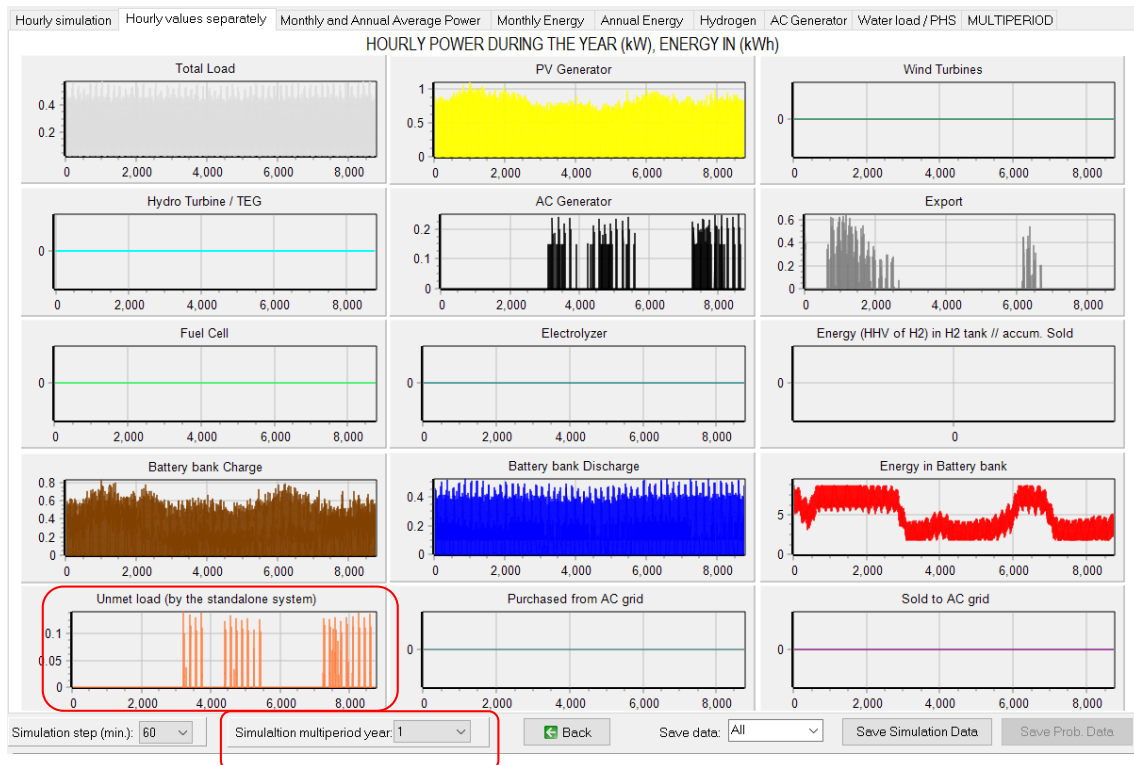 Hourly simulation Hourly values separately Monthly and Annual Average Power Monthly Energy Annual Energy Hydrogen AC Generator Water load / PHS MULTIPERIOD
HOURLY POWER DURING THE YEAR (kW), ENERGY IN (kWh)
Total Load
0.4
0.2
0 2,000 4,000 6,000 8,000
PV Generator
1
0.5
0
0 2,000 4,000 6,000 8,000
Wind Turbines
0
0 2,000 4,000 6,000 8,000
Hydro Turbine / TEG
0
0 2,000 4,000 6,000 8,000
AC Generator
0.2
0.1
0
0 2,000 4,000 6,000 8,000
Export
0.6
0.4
0.2
0
0 2,000 4,000 6,000 8,000
Fuel Cell
0
0 2,000 4,000 6,000 8,000
Electrolyzer
0
0 2,000 4,000 6,000 8,000
Energy (HHV of H2) in H2 tank // accum. Sold
0
0
Battery bank Charge
0.8
0.6
0.4
0.2
0
0 2,000 4,000 6,000 8,000
Battery bank Discharge
0.4
0.2
0
0 2,000 4,000 6,000 8,000
Energy in Battery bank
5
0
0 2,000 4,000 6,000 8,000
Unmet load (by the standalone system)
0.1
0.05
0
0 2,000 4,000 6,000 8,000
Purchased from AC grid
0
0 2,000 4,000 6,000 8,000
Sold to AC grid
0
0 2,000 4,000 6,000 8,000
Simulation step (min.): 60 Simulaltion multiperiod year: 1 Back Save data: All Save Simulation Data Save Prob. Data